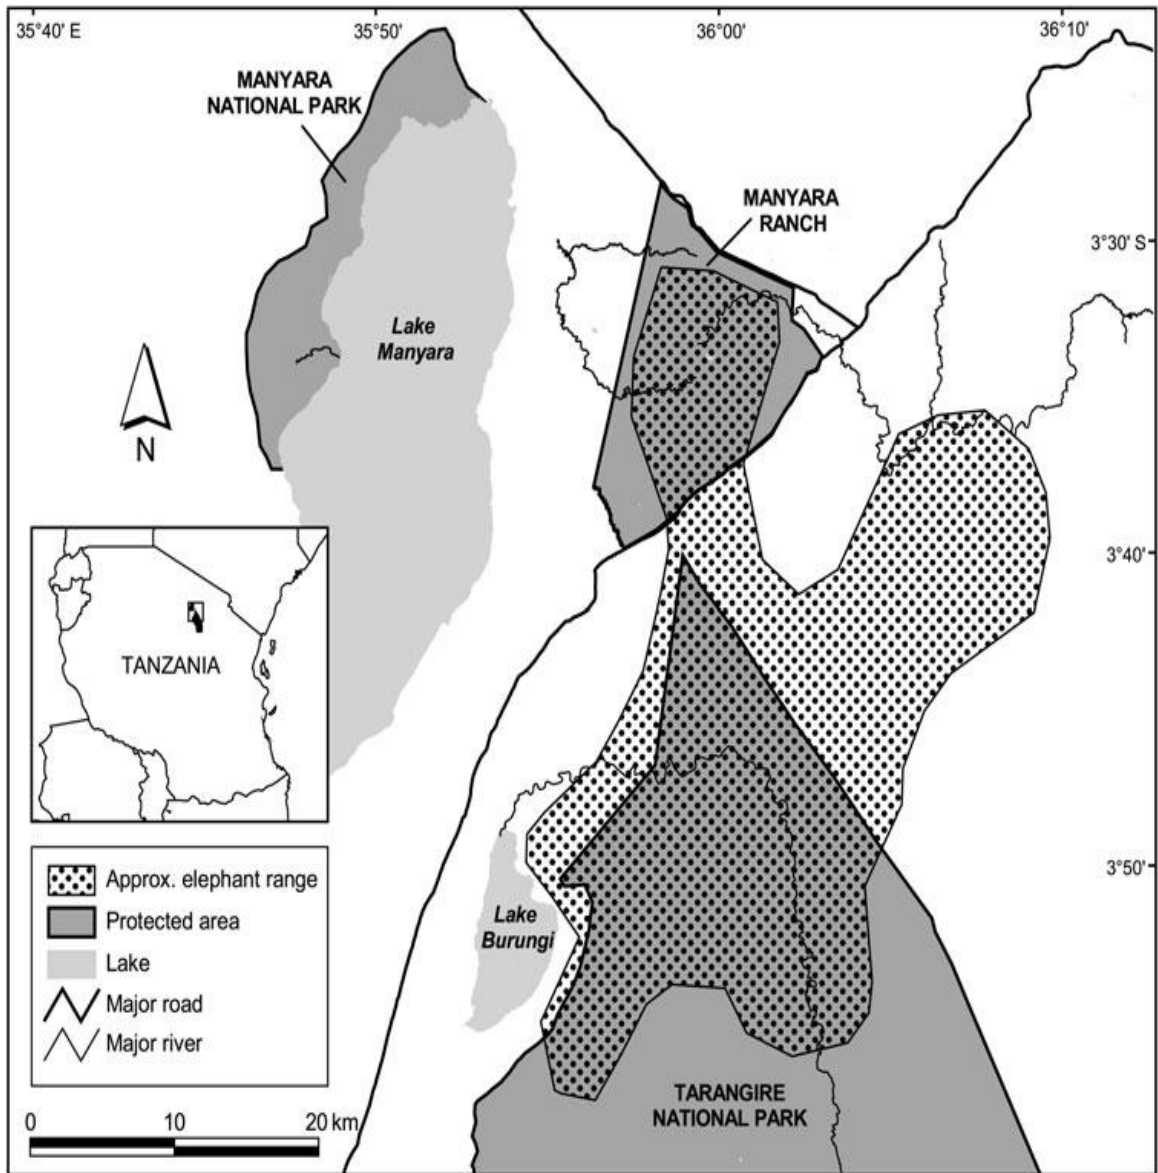 35°40' E
35°50'
36°00'
36°10'
MANYARA
NATIONAL PARK
MANYARA
RANCH
3°30' S
Lake
Manyara
N
3°40'
TANZANIA
3°50'
Approx. elephant range
Protected area
Lake
Major road
Major river
Lake
Burungi
TARANGIRE
NATIONAL PARK
0 10 20 km